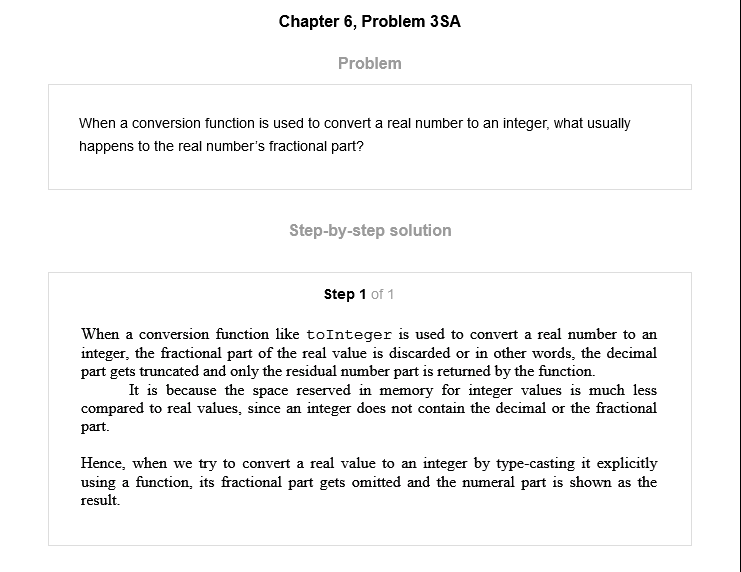 Chapter 6, Problem 3SA
Problem
When a conversion function is used to convert a real number to an integer, what usually
happens to the real number's fractional part?
Step-by-step solution
Step 1 of 1
When a conversion function like toInteger is used to convert a real number to an
integer, the fractional part of the real value is discarded or in other words, the decimal
part gets truncated and only the residual number part is returned by the function.
It is because the space reserved in memory for integer values is much less
compared to real values, since an integer does not contain the decimal or the fractional
part.
Hence, when we try to convert a real value to an integer by type-casting it explicitly
using a function, its fractional part gets omitted and the numeral part is shown as the
result.